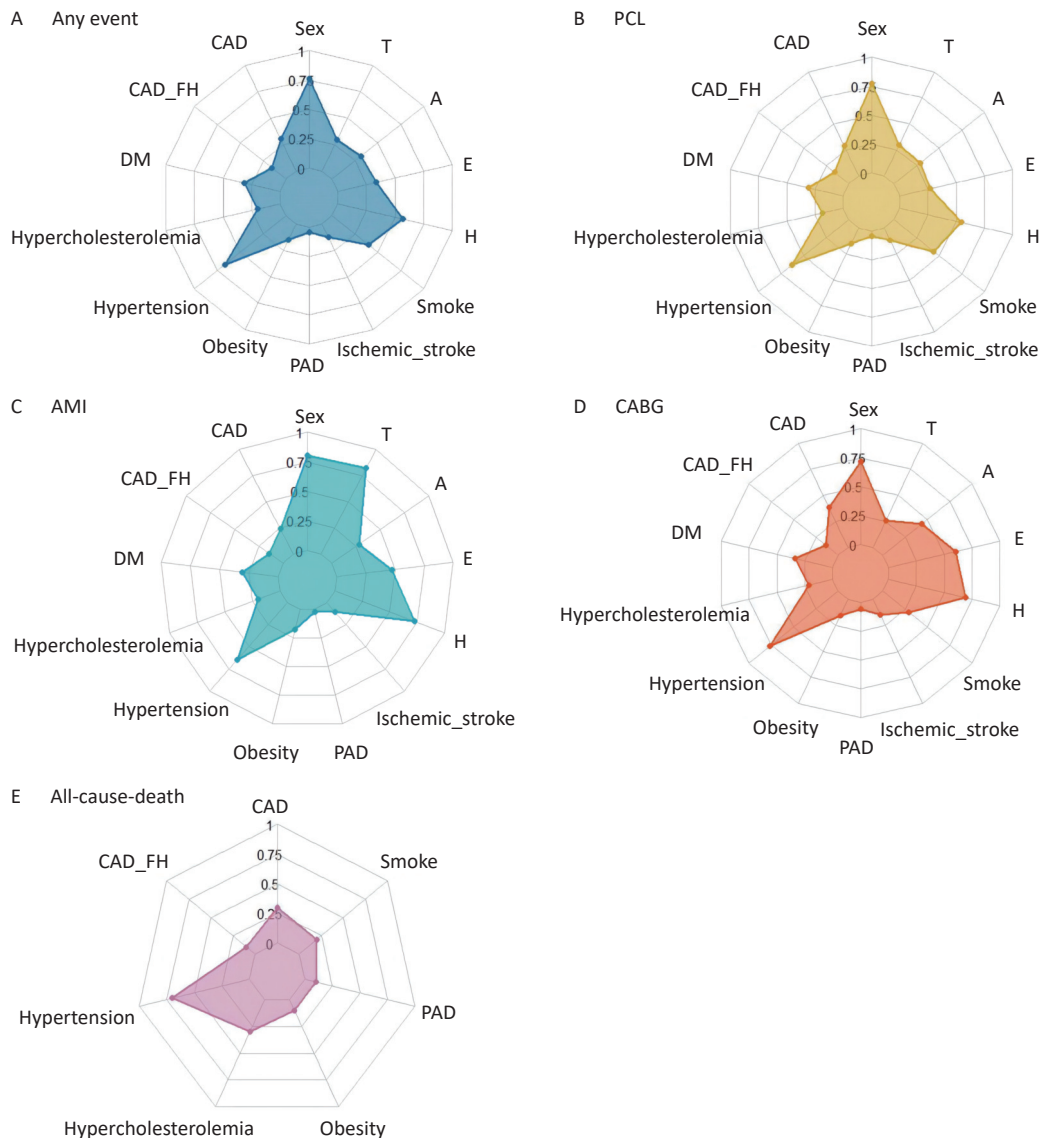 A Any event
Sex
T
A
E
H
Smoke
Ischemic_stroke
PAD
Obesity
Hypertension
Hypercholesterolemia
DM
CAD_FH
CAD
1
0.75
0.5
0.25
0
B PCL
Sex
T
A
E
H
Smoke
Ischemic_stroke
PAD
Obesity
Hypertension
Hypercholesterolemia
DM
CAD_FH
CAD
1
0.75
0.5
0.25
0
C AMI
Sex
T
A
E
H
Ischemic_stroke
PAD
Obesity
Hypertension
Hypercholesterolemia
DM
CAD_FH
CAD
1
0.75
0.5
0.25
0
D CABG
Sex
T
A
E
H
Smoke
Ischemic_stroke
PAD
Obesity
Hypertension
Hypercholesterolemia
DM
CAD_FH
CAD
1
0.75
0.5
0.25
0
E All-cause-death
CAD
Smoke
PAD
Obesity
Hypercholesterolemia
Hypertension
CAD_FH
1
0.75
0.5
0.25
0